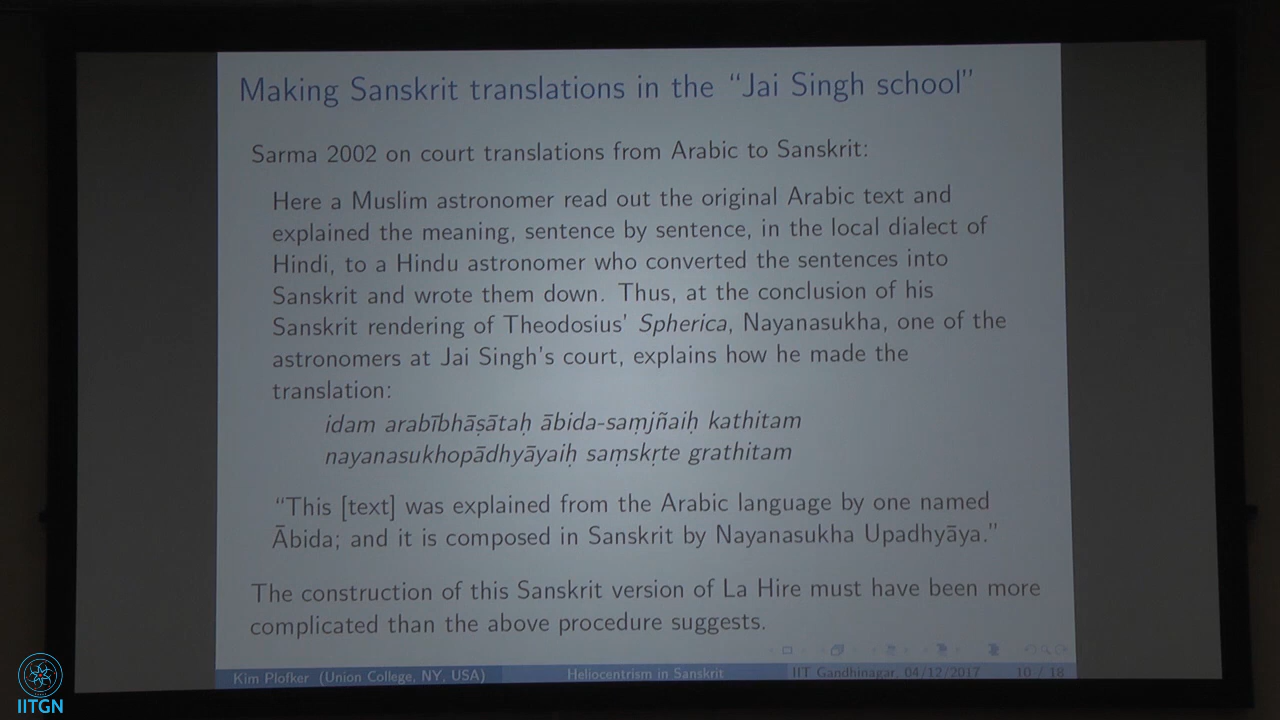 Making Sanskrit translations in the “Jai Singh school”
Sarma 2002 on court translations from Arabic to Sanskrit:
Here a Muslim astronomer read out the original Arabic text and
explained the meaning, sentence by sentence, in the local dialect of
Hindi, to a Hindu astronomer who converted the sentences into
Sanskrit and wrote them down. Thus, at the conclusion of his
Sanskrit rendering of Theodosius’ Spherica, Nayanasukha, one of the
astronomers at Jai Singh’s court, explains how he made the
translation:
idam arabībhāṣātaḥ ābida-saṃjñaiḥ kathitam
nayanasukhopādhyāyaiḥ saṃskṛte grathitam
“This [text] was explained from the Arabic language by one named
Ābida; and it is composed in Sanskrit by Nayanasukha Upadhyāya.”
The construction of this Sanskrit version of La Hire must have been more
complicated than the above procedure suggests.
Kim Plofker (Union College, NY, USA) Heliocentrism in Sanskrit IIT Gandhinagar, 04/12/2017 10 / 18
IITGN